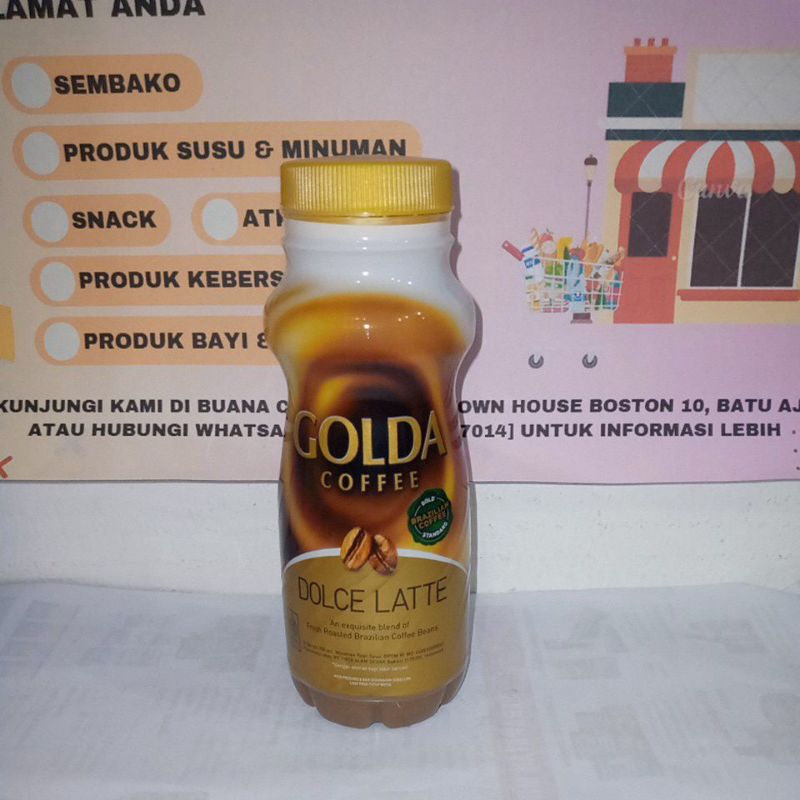 LAMAT ANDA
SEMBAKO
PRODUK SUSU & MINUMAN
SNACK
PRODUK KEBERS
PRODUK BAYI &
KUNJUNGI KAMI DI BUANA OWN HOUSE BOSTON 10, BATU AJ
ATAU HUBUNGI WHATSA 7014] UNTUK INFORMASI LEBIH
Canva
GOLDA
COFFEE
GOLD
BRAZILIAN
COFFEE
STANDARD
DOLCE LATTE
An exquisite blend of
Fresh Roasted Brazilian Coffee Beans